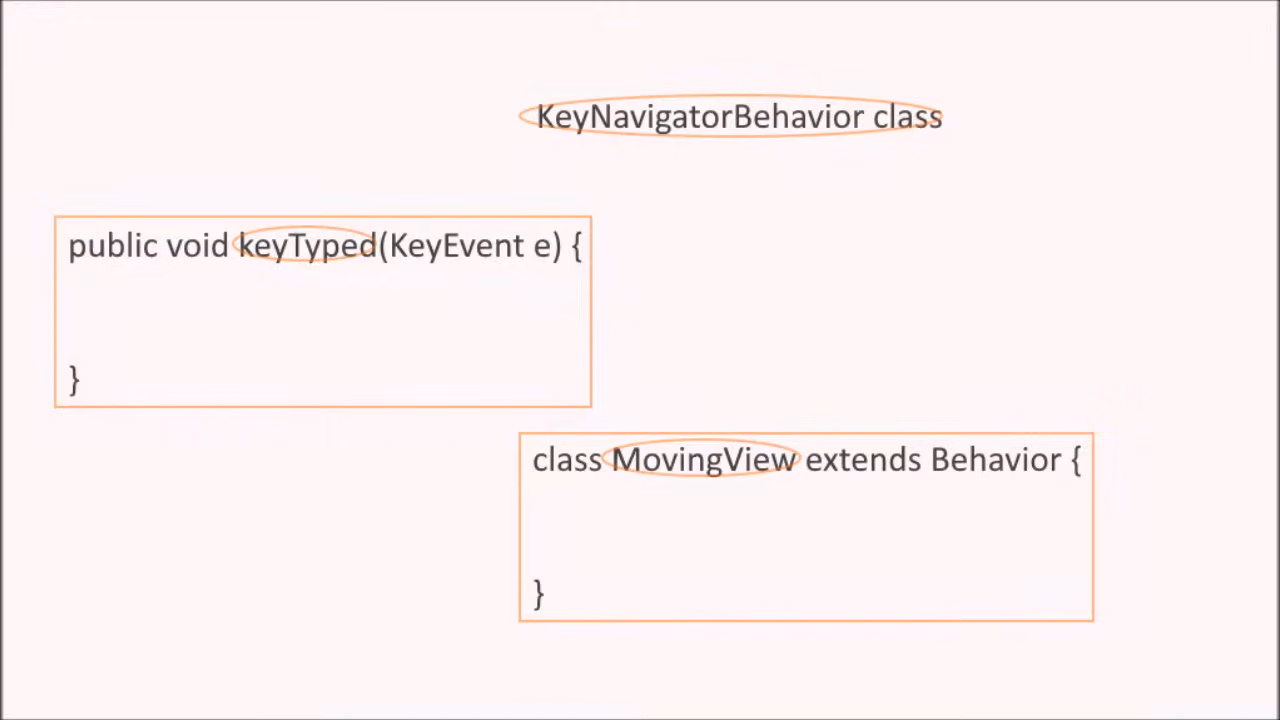 KeyNavigatorBehavior class
public void keyTyped(KeyEvent e) {
}
class MovingView extends Behavior {
}